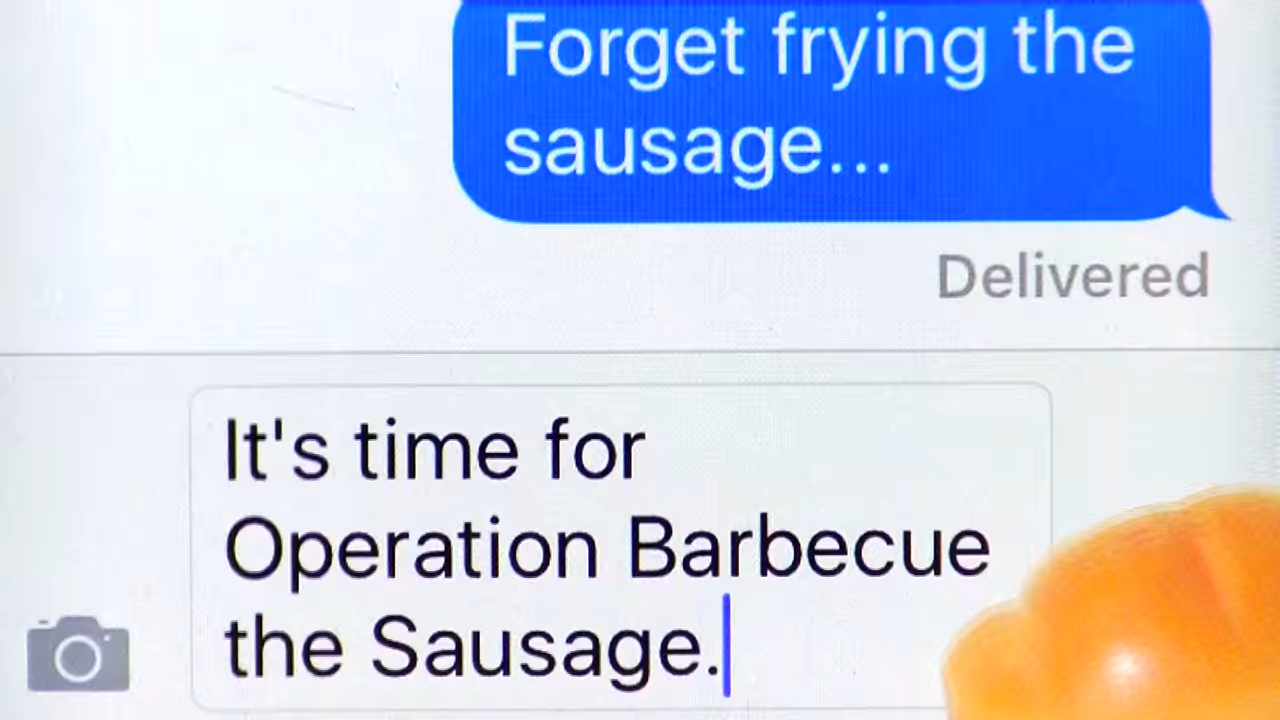 Forget frying the
sausage...
Delivered
It's time for
Operation Barbecue
the Sausage.